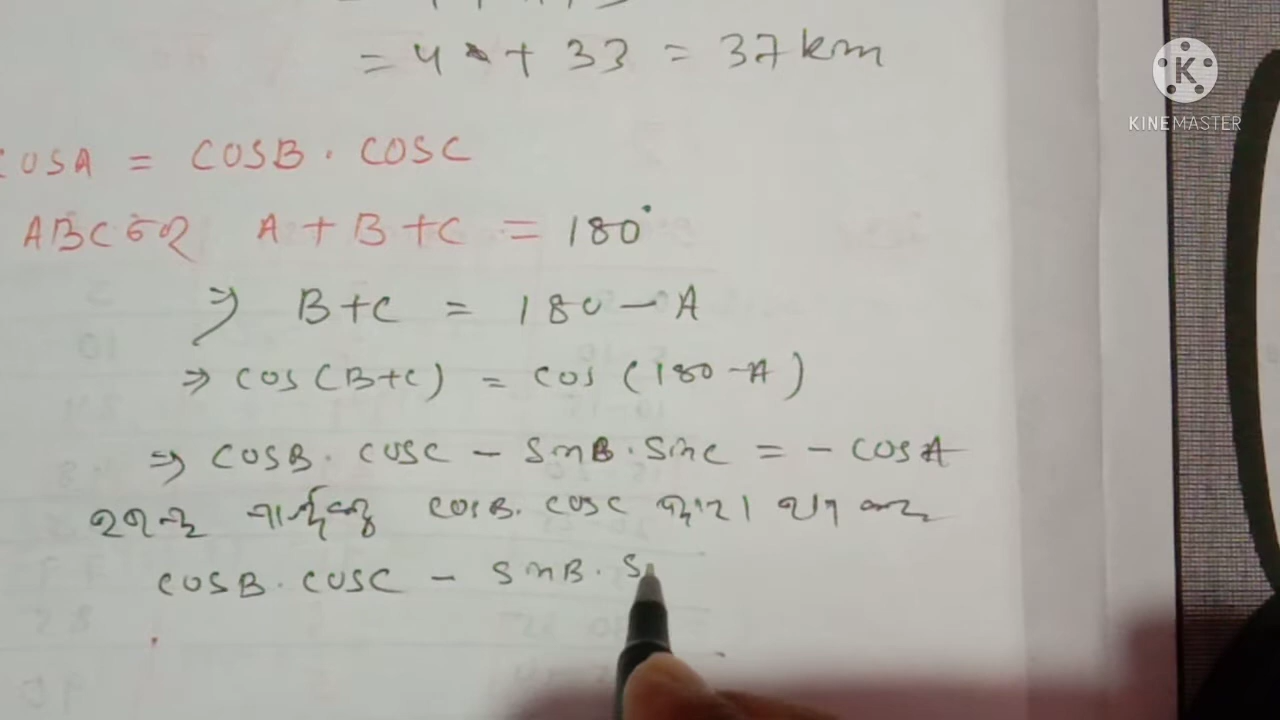 = 4 + 33 = 37 km
COSA = COSB · COSC
ABC ରେ A + B + C = 180°
⇒ B+C = 180 - A
⇒ COS (B+C) = COS (180 - A)
⇒ COSB · COSC - SinB · SinC = - COSA
COSB · COSC ଦ୍ୱାରା
COSB · COSC - SinB · S
KINEMASTER